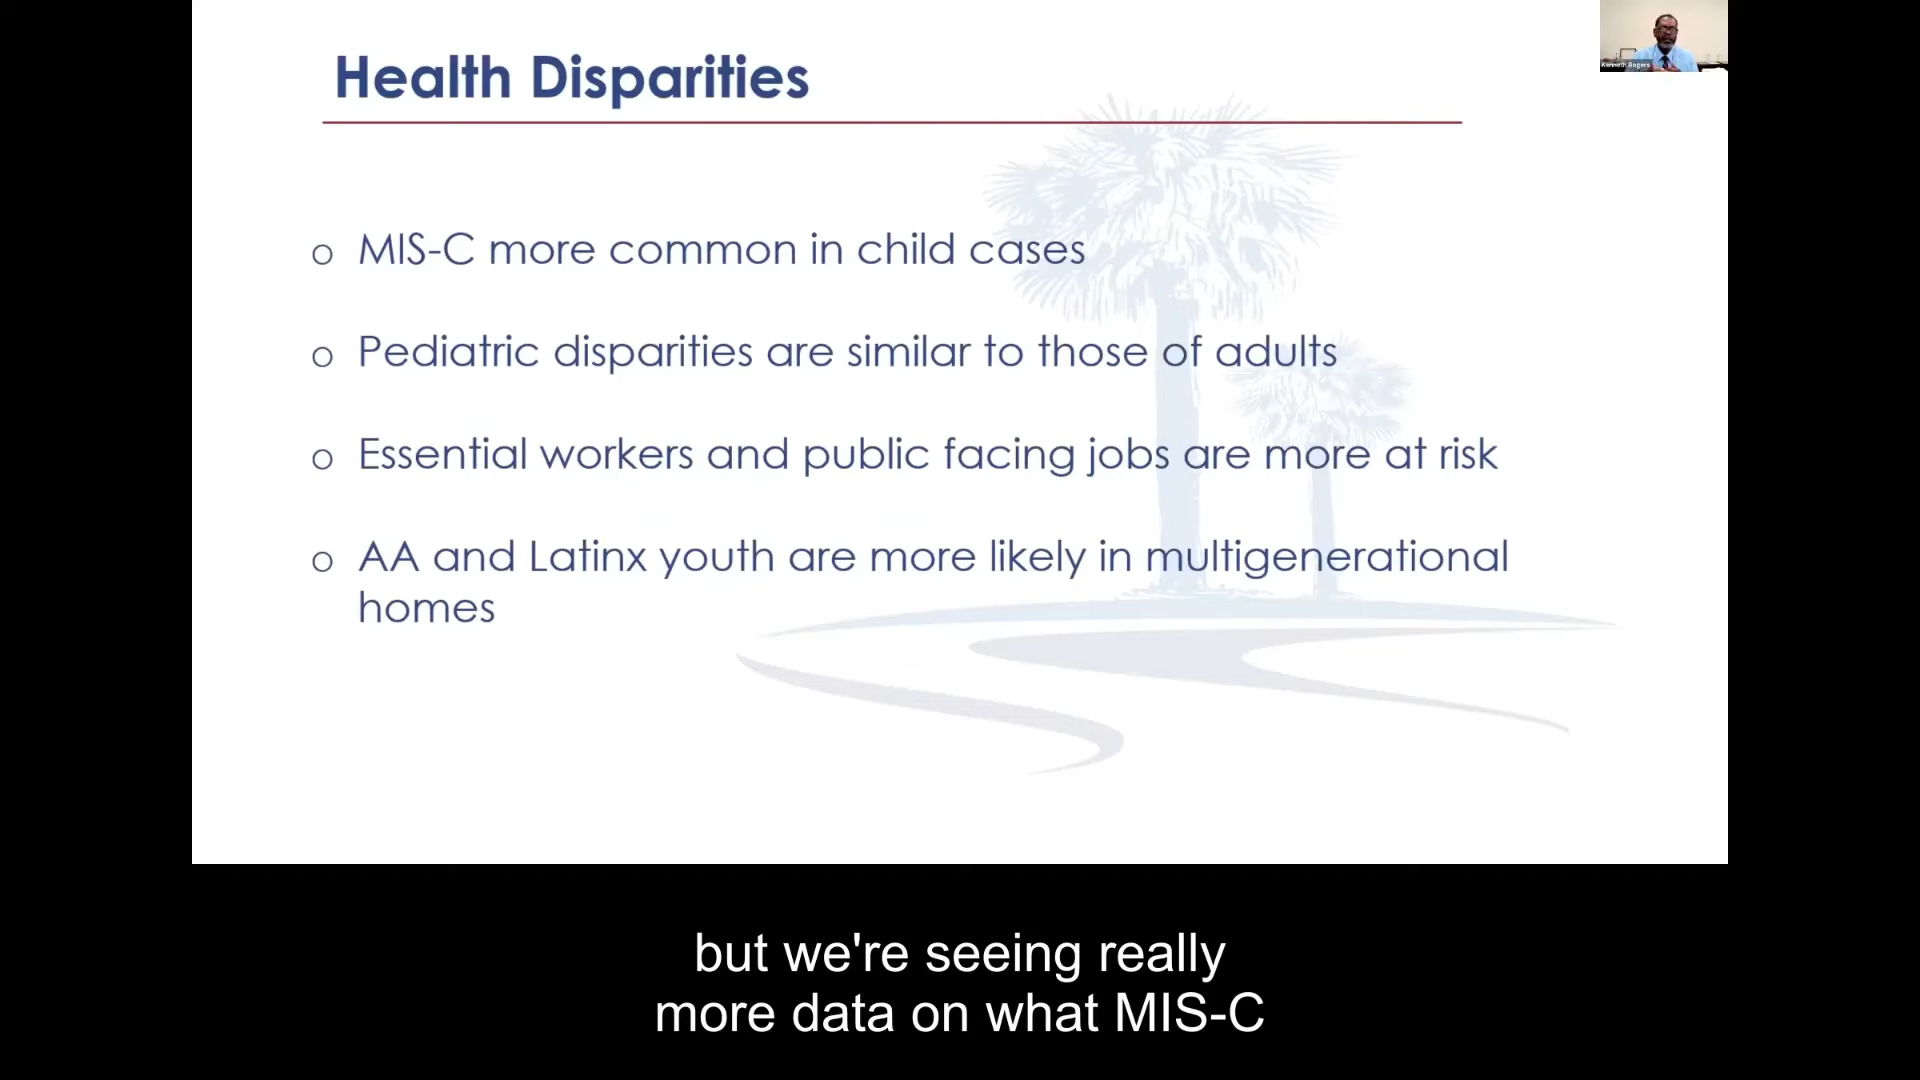 Health Disparities
Kenneth Rogers
o MIS-C more common in child cases
o Pediatric disparities are similar to those of adults
o Essential workers and public facing jobs are more at risk
o AA and Latinx youth are more likely in multigenerational
homes
but we're seeing really
more data on what MIS-C